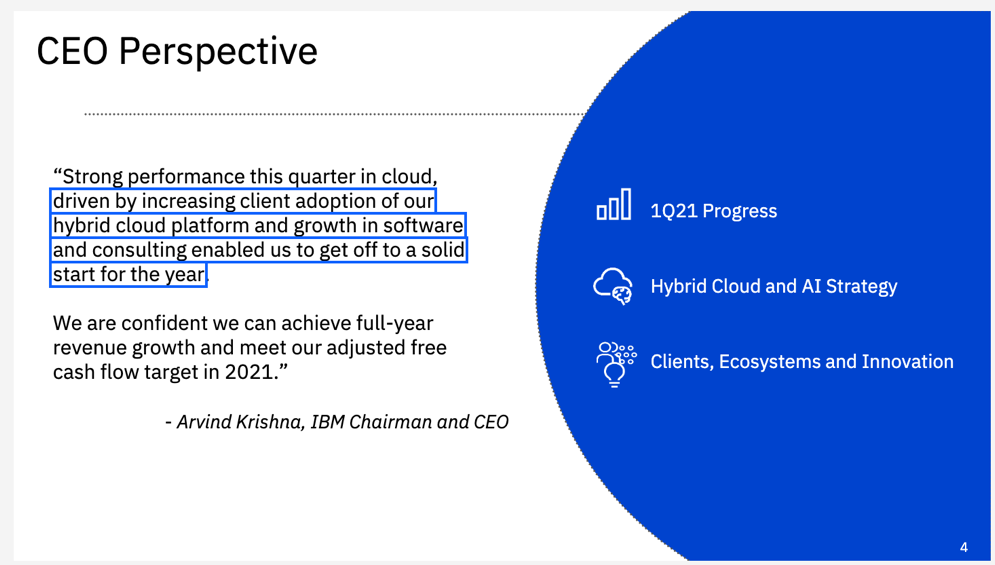 CEO Perspective
“Strong performance this quarter in cloud,
driven by increasing client adoption of our
hybrid cloud platform and growth in software
and consulting enabled us to get off to a solid
start for the year.
We are confident we can achieve full-year
revenue growth and meet our adjusted free
cash flow target in 2021.”
- Arvind Krishna, IBM Chairman and CEO
1Q21 Progress
Hybrid Cloud and AI Strategy
Clients, Ecosystems and Innovation
4